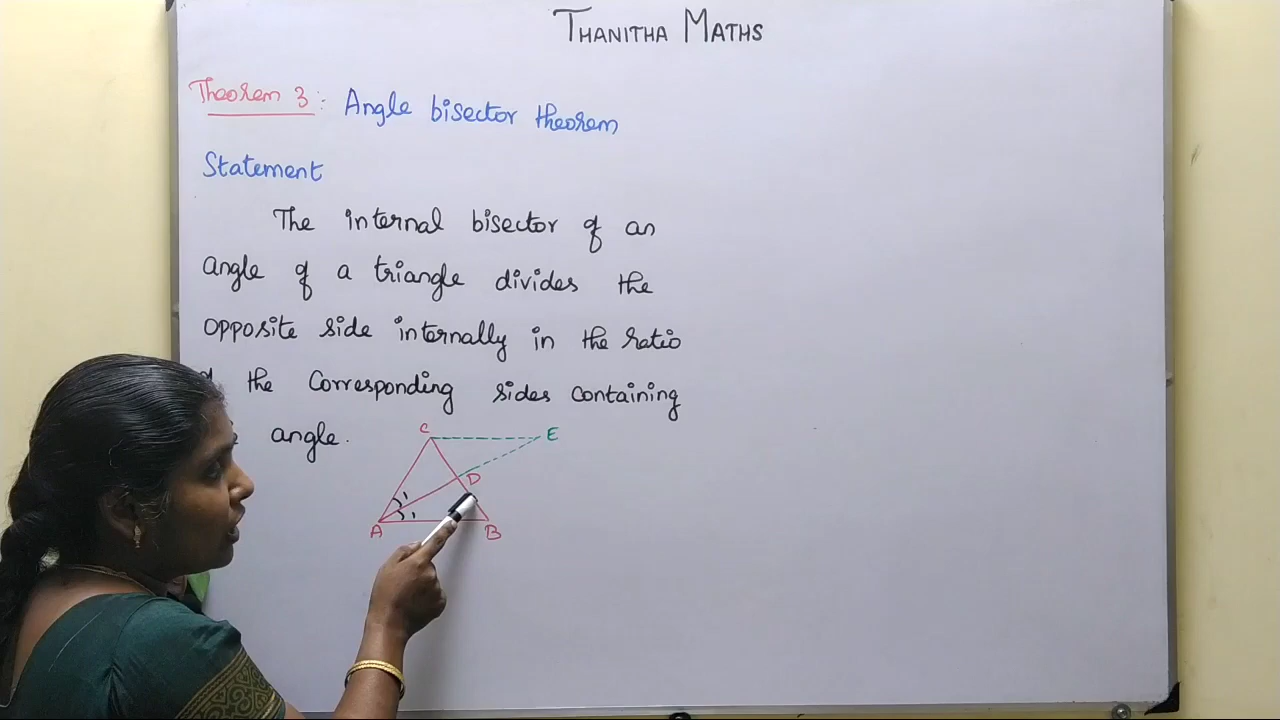 THANITHA MATHS
Theorem 3: Angle bisector theorem
Statement
The internal bisector of an
angle of a triangle divides the
opposite side internally in the ratio
the corresponding sides containing
angle.
C E
D
A B